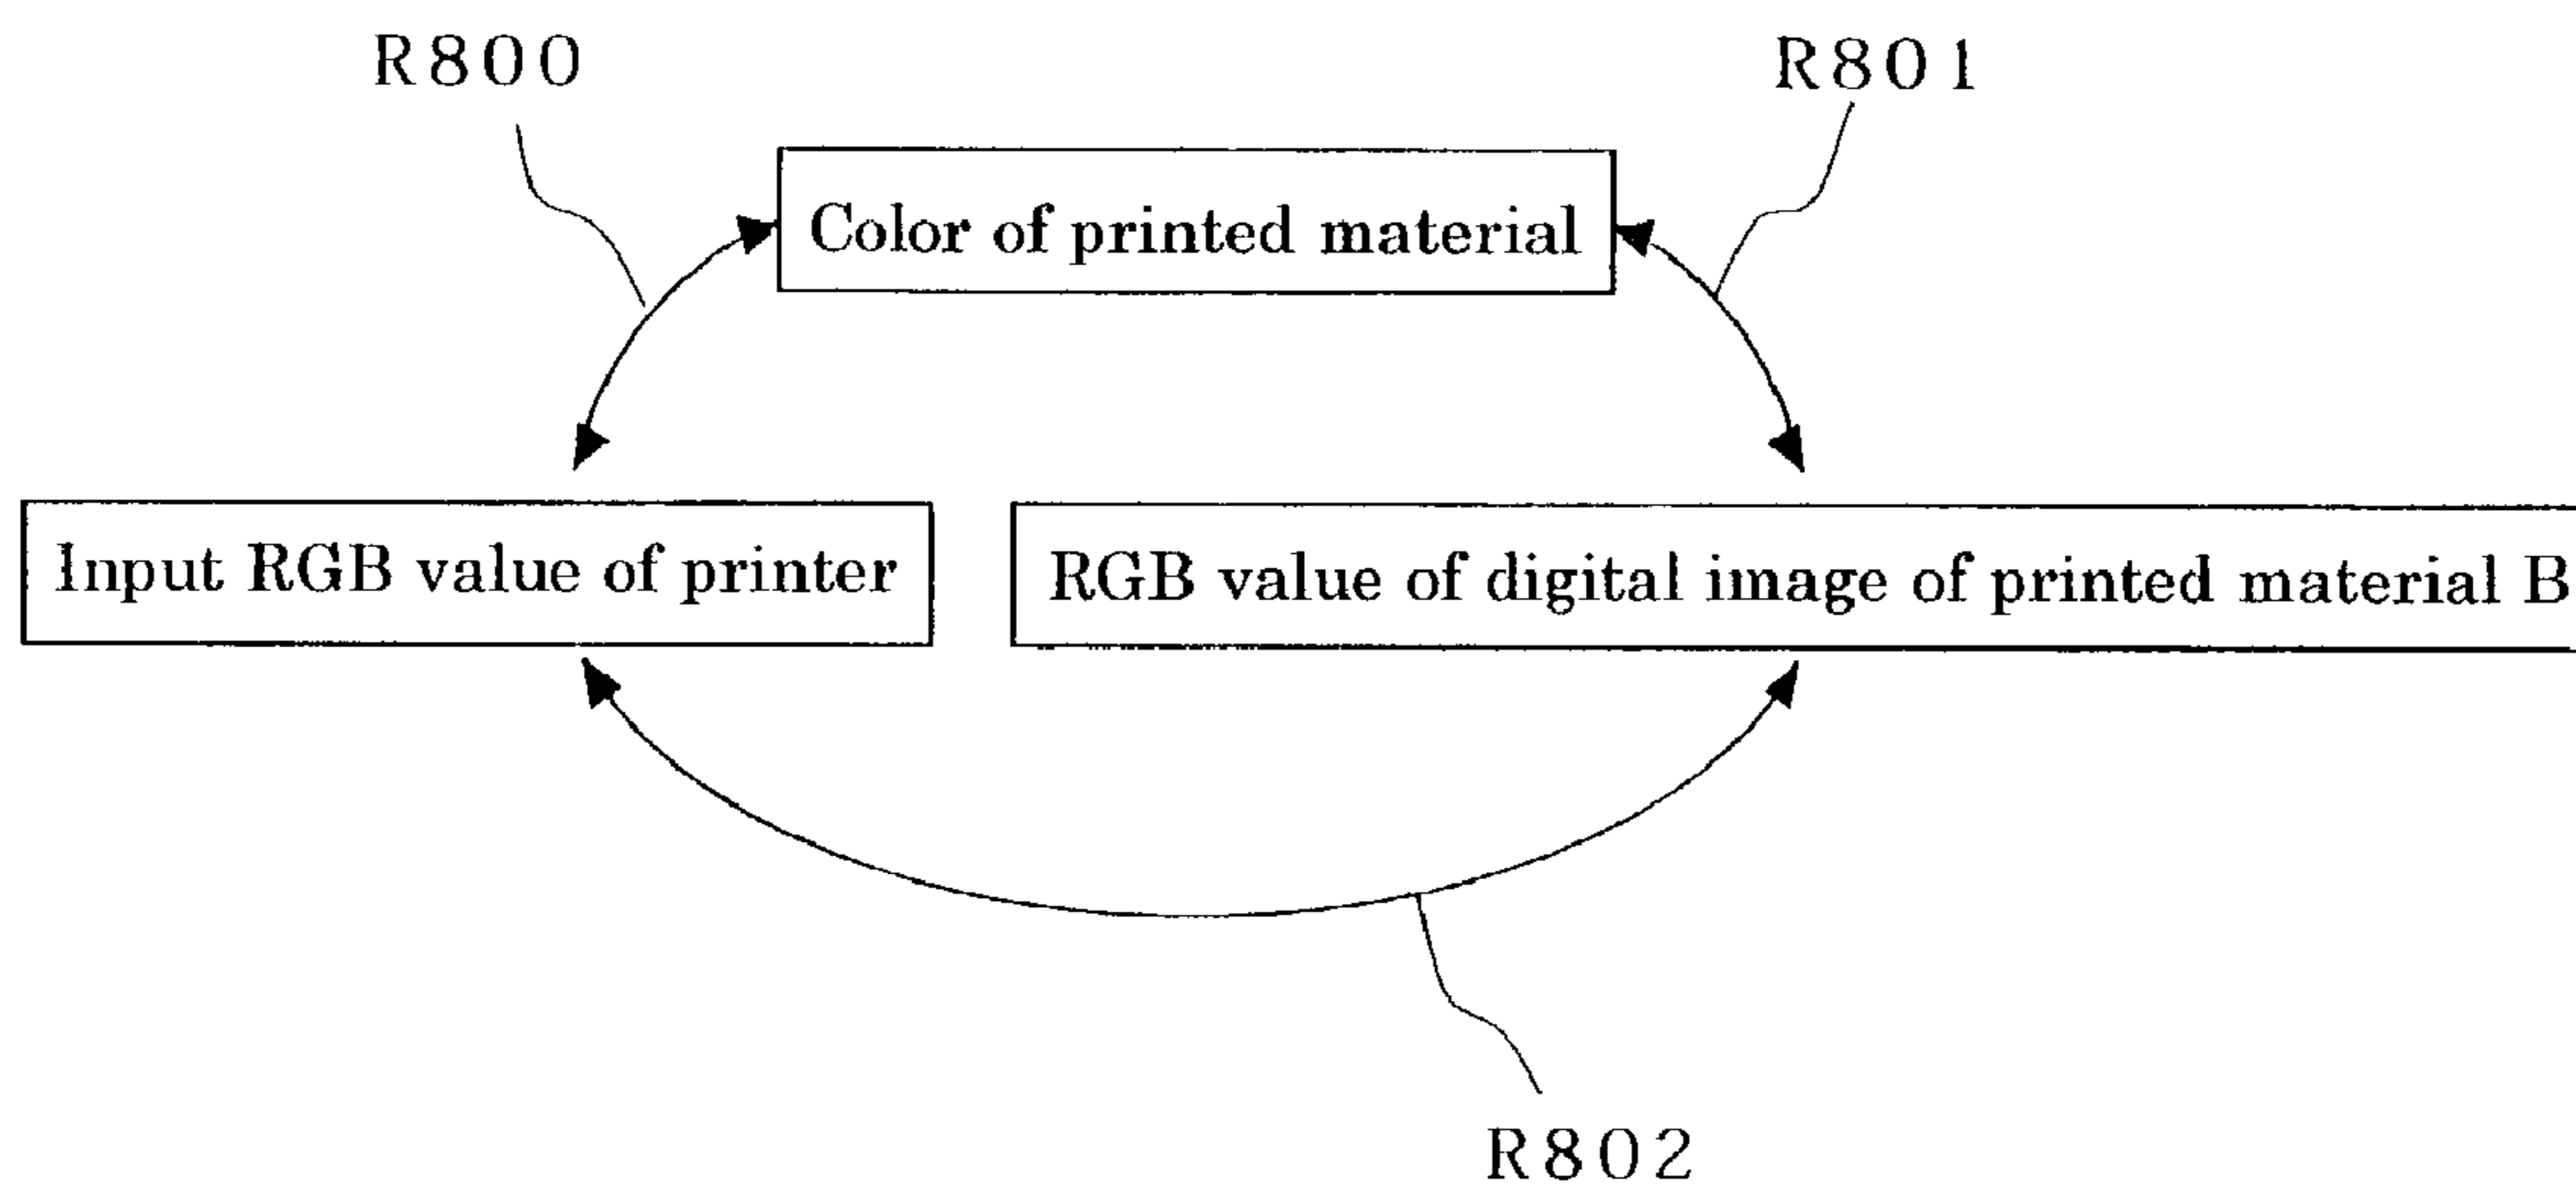 R800
R801
Color of printed material
Input RGB value of printer
RGB value of digital image of printed material B
R802